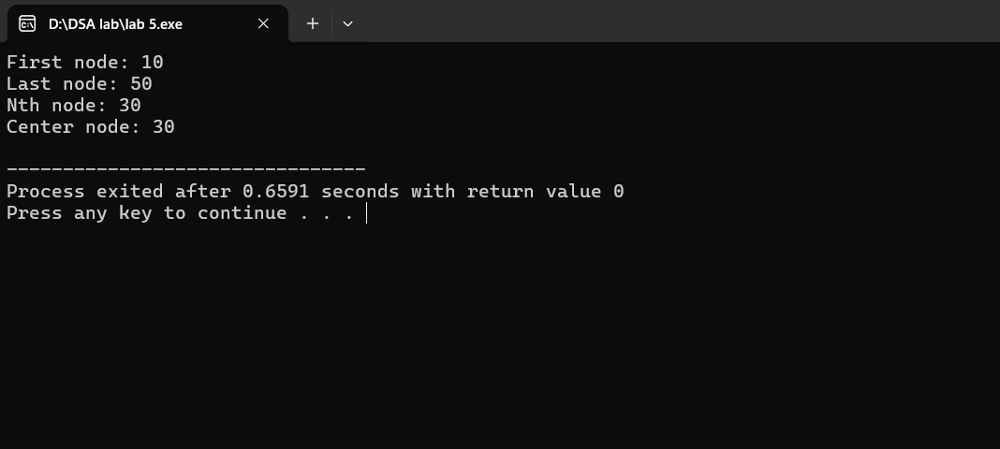 D:\DSA lab\lab 5.exe
First node: 10
Last node: 50
Nth node: 30
Center node: 30
--------------------------------
Process exited after 0.6591 seconds with return value 0
Press any key to continue . . .